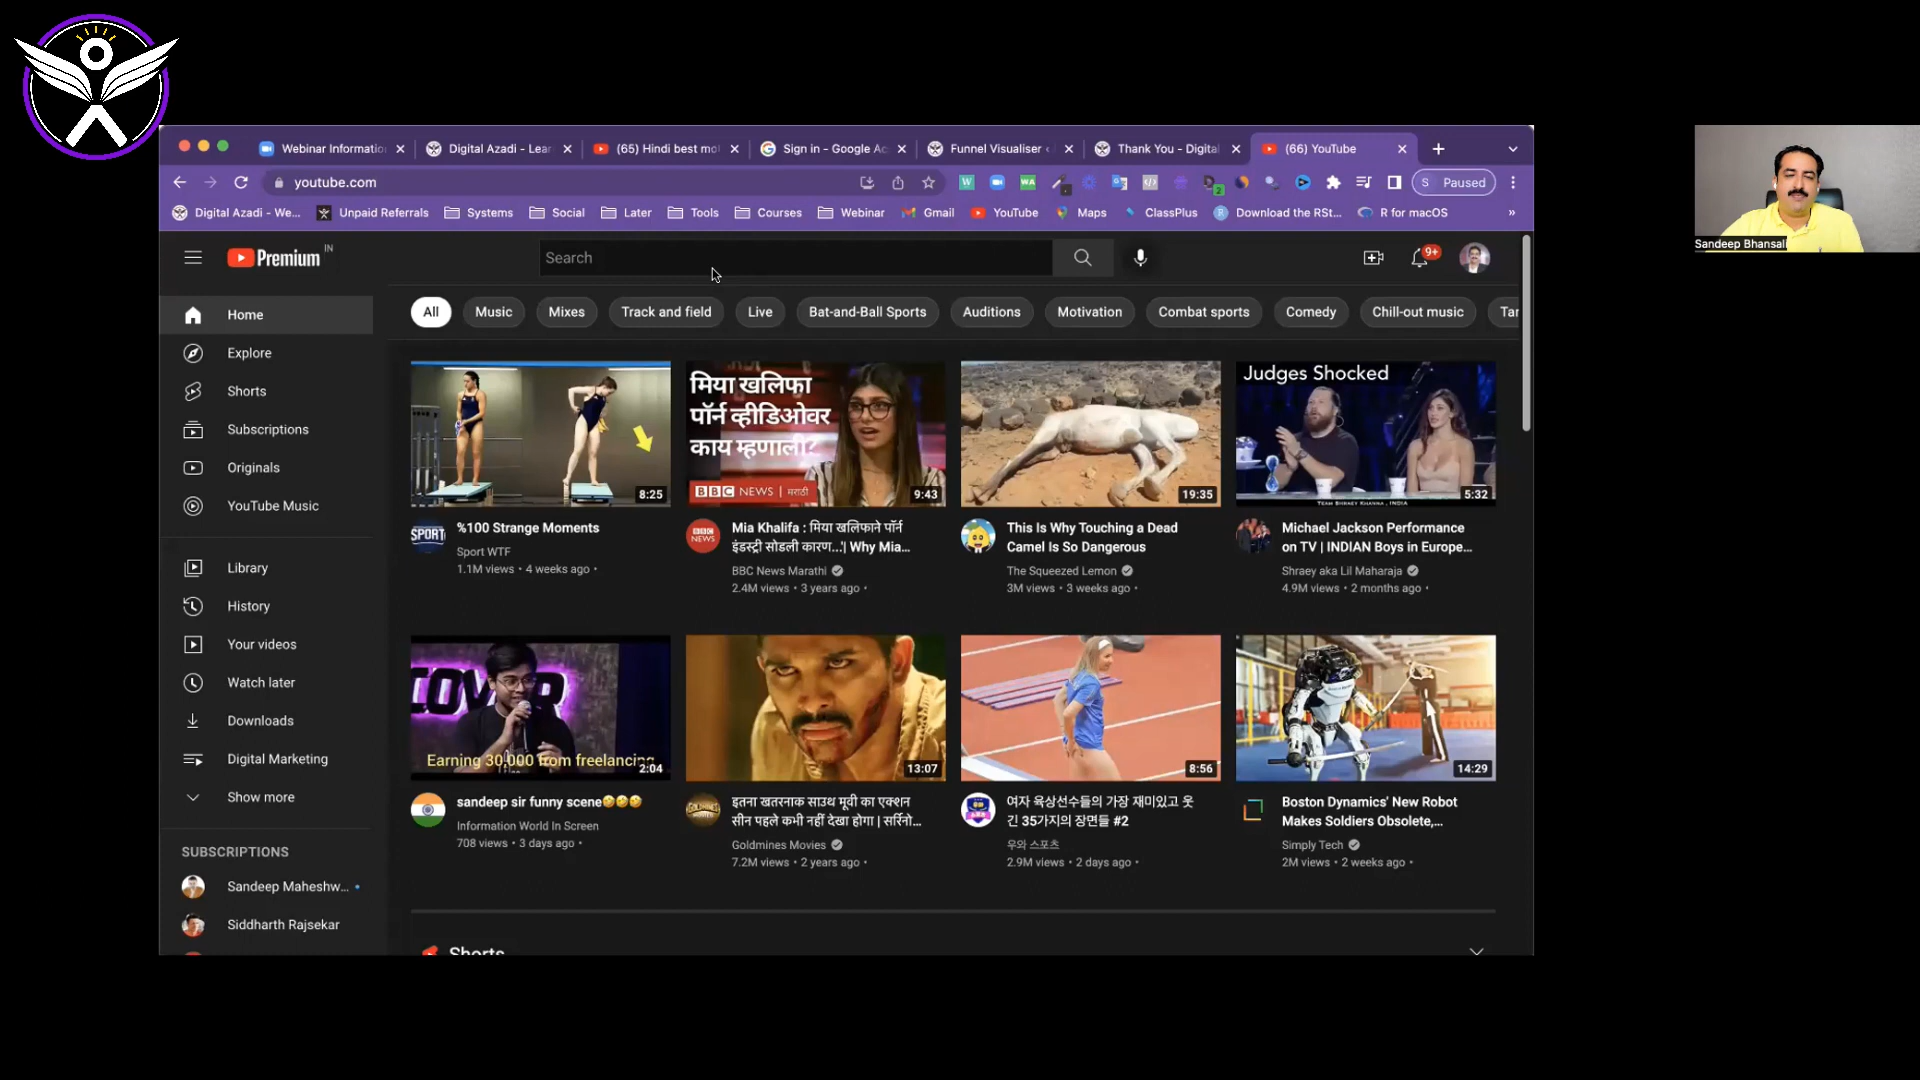 Webinar Informatio
Digital Azadi - Lear
(65) Hindi best mo
Sign in - Google Ac
Funnel Visualiser
Thank You - Digital
(66) YouTube
youtube.com
S Paused
Digital Azadi - We...
Unpaid Referrals
Systems
Social
Later
Tools
Courses
Webinar
Gmail
YouTube
Maps
ClassPlus
Download the RSt...
R for macOS
»
Premium IN
Search
9+
All
Music
Mixes
Track and field
Live
Bat-and-Ball Sports
Auditions
Motivation
Combat sports
Comedy
Chill-out music
Home
Explore
Shorts
Subscriptions
Originals
YouTube Music
Library
History
Your videos
Watch later
Downloads
Digital Marketing
Show more
SUBSCRIPTIONS
Sandeep Maheshw...
Siddharth Rajsekar
8:25
SPORT
%100 Strange Moments
Sport WTF
1.1M views • 4 weeks ago
मिया खलिफा
पॉर्न व्हीडिओवर
काय म्हणाली?
BBC NEWS | मराठी
9:43
BBC NEWS
Mia Khalifa : मिया खलिफाने पॉर्न
इंडस्ट्री सोडली कारण...'| Why Mia...
BBC News Marathi
2.4M views • 3 years ago
19:35
This Is Why Touching a Dead
Camel Is So Dangerous
The Squeezed Lemon
3M views • 3 weeks ago
Judges Shocked
TEAM SHRAEY KHANNA, INDIA
5:32
Michael Jackson Performance
on TV | INDIAN Boys in Europe...
Shraey aka Lil Maharaja
4.9M views • 2 months ago
Earning 30,000 from freelancing
2:04
sandeep sir funny scene🤣🤣🤣
Information World In Screen
708 views • 3 days ago
13:07
इतना खतरनाक साउथ मूवी का एक्शन
सीन पहले कभी नहीं देखा होगा | सर्रिनो...
Goldmines Movies
7.2M views • 2 years ago
8:56
여자 육상선수들의 가장 재미있고 웃
긴 35가지의 장면들 #2
우와 스포츠
2.9M views • 2 days ago
14:29
Boston Dynamics' New Robot
Makes Soldiers Obsolete,...
Simply Tech
2M views • 2 weeks ago
Shorts
Sandeep Bhansali